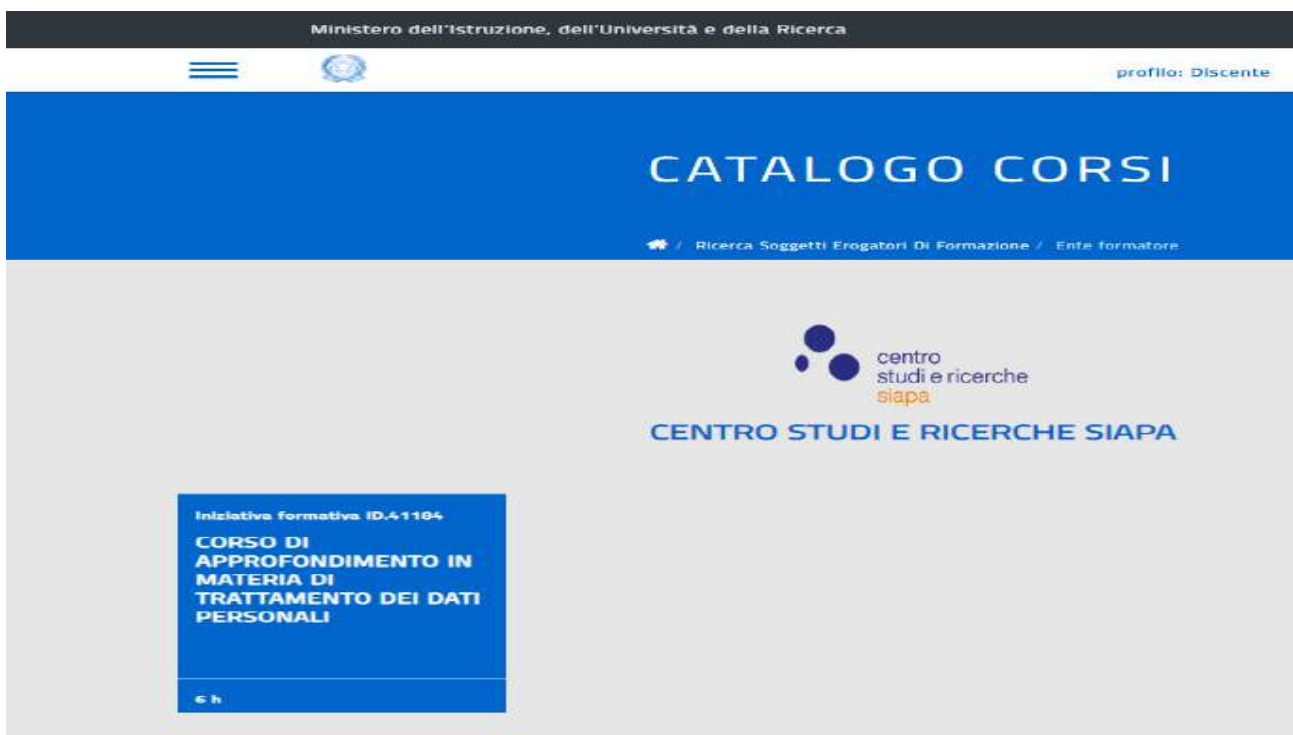 Ministero dell'Istruzione, dell'Università e della Ricerca
profilo: Discente
CATALOGO CORSI
/ Ricerca Soggetti Erogatori Di Formazione / Ente formatore
centro
studi e ricerche
siapa
CENTRO STUDI E RICERCHE SIAPA
Iniziativa formativa ID.41104
CORSO DI
APPROFONDIMENTO IN
MATERIA DI
TRATTAMENTO DEI DATI
PERSONALI
6 h